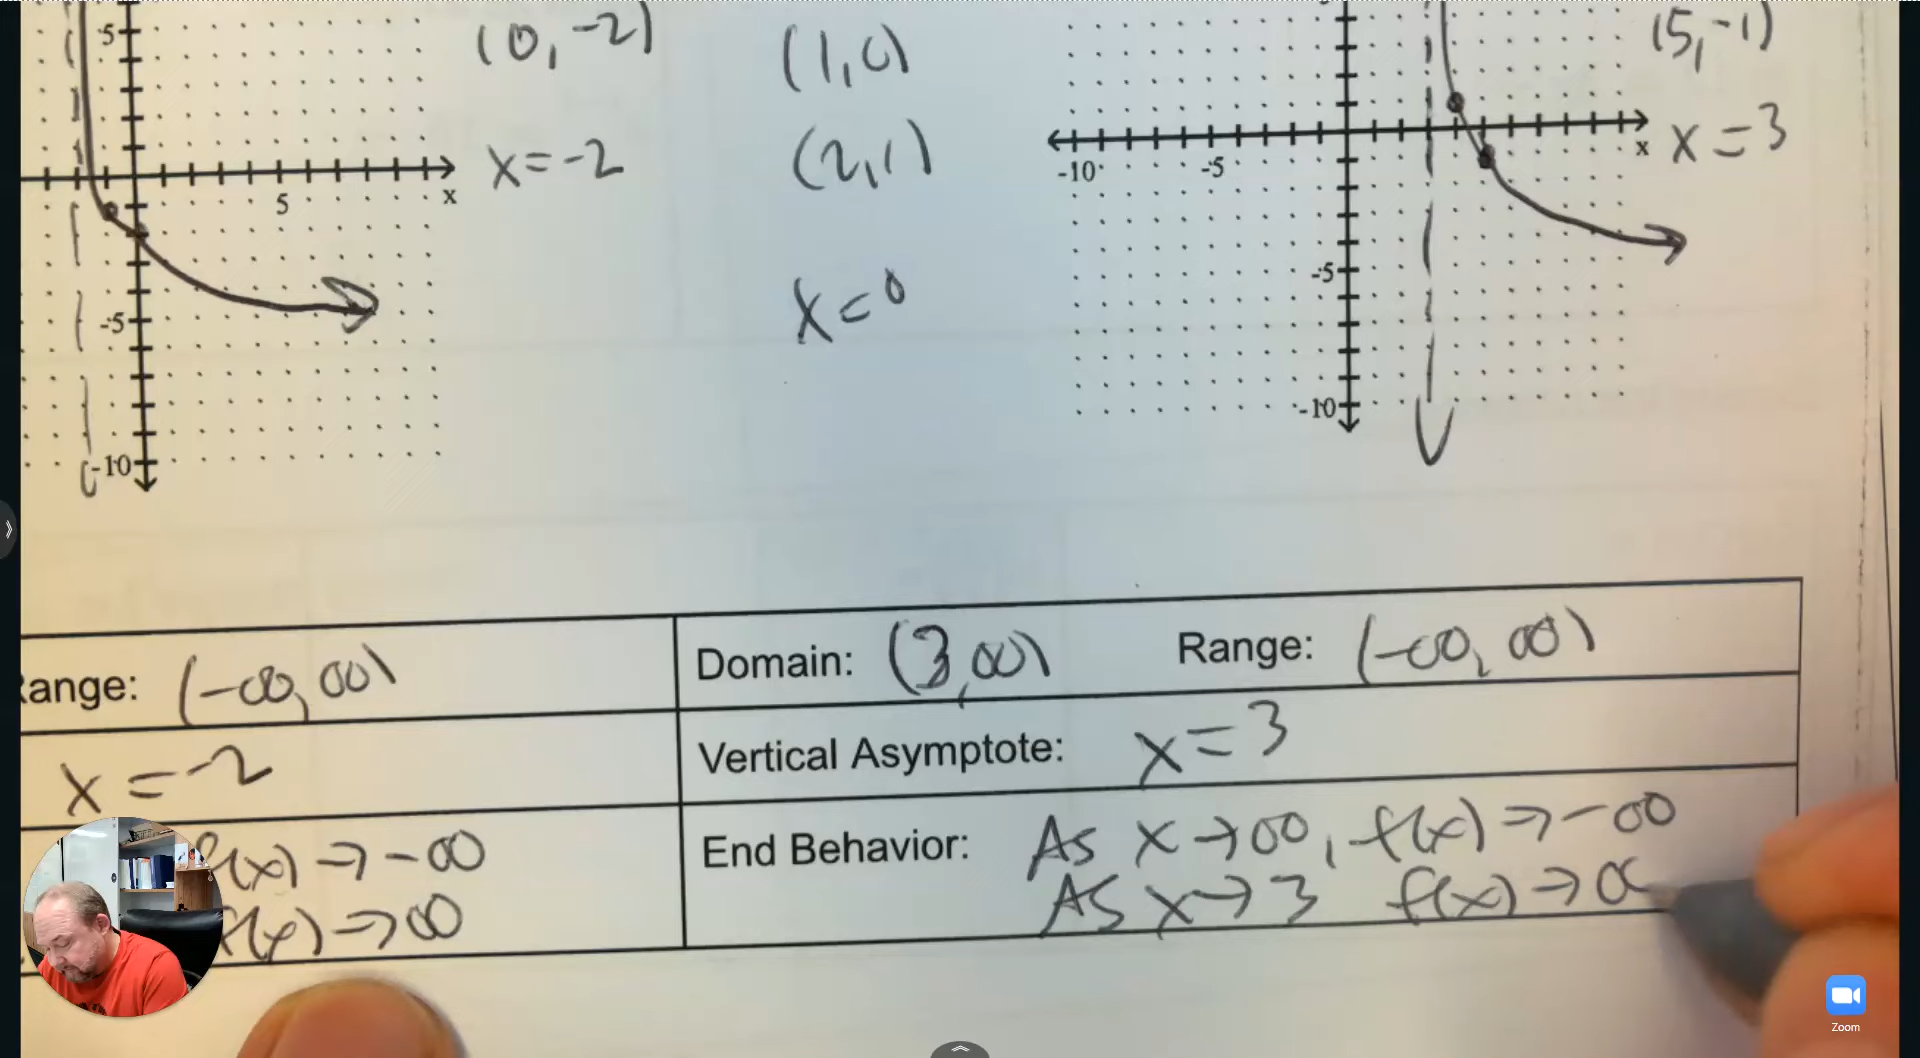 5
(0, -2)
x = -2
5
x
-5
-10
(1, 0)
(2, 1)
x = 0
(5, -1)
x = 3
-10
-5
x
-5
-10
ange: (-∞, ∞)
x = -2
f(x) → -∞
f(x) → ∞
Domain: (3, ∞) Range: (-∞, ∞)
Vertical Asymptote: x = 3
End Behavior: As x → ∞, f(x) → -∞
As x → 3 f(x) → ∞
Zoom